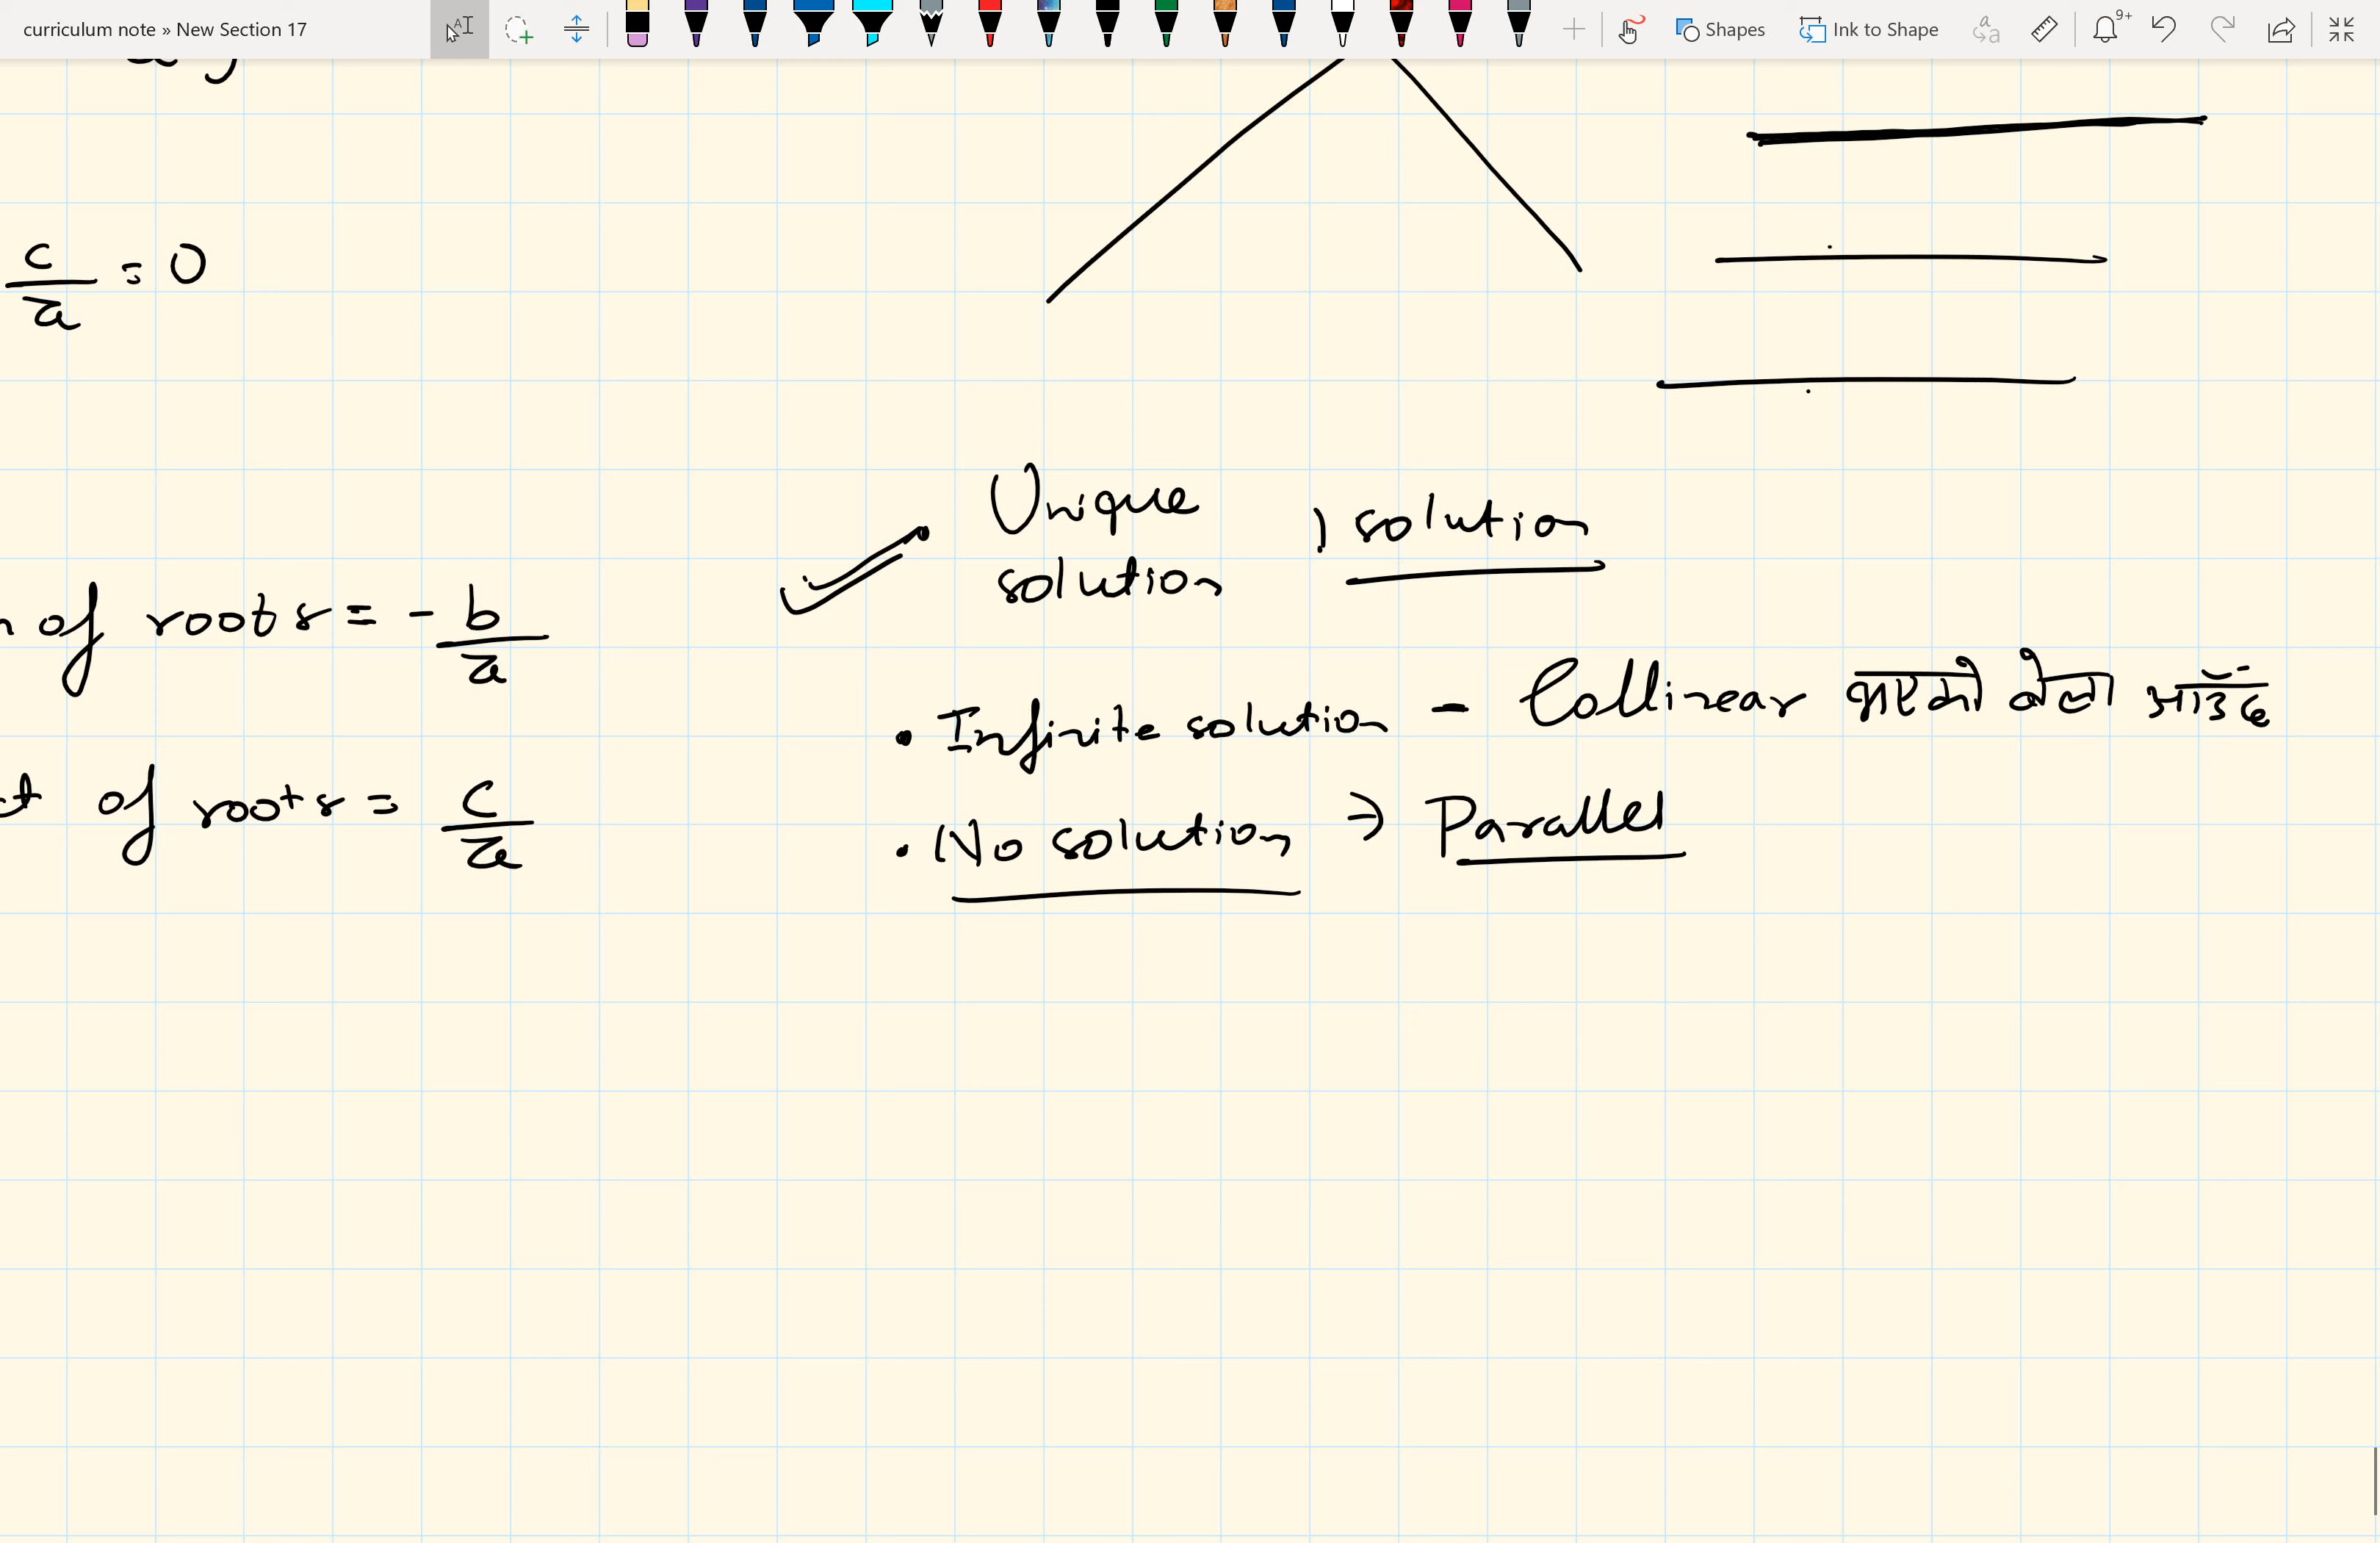 curriculum note » New Section 17
Shapes
Ink to Shape
9+
c/a = 0
of roots = - b/a
of roots = c/a
Unique
solution
1 solution
• Infinite solution - Collinear
• No solution → Parallel